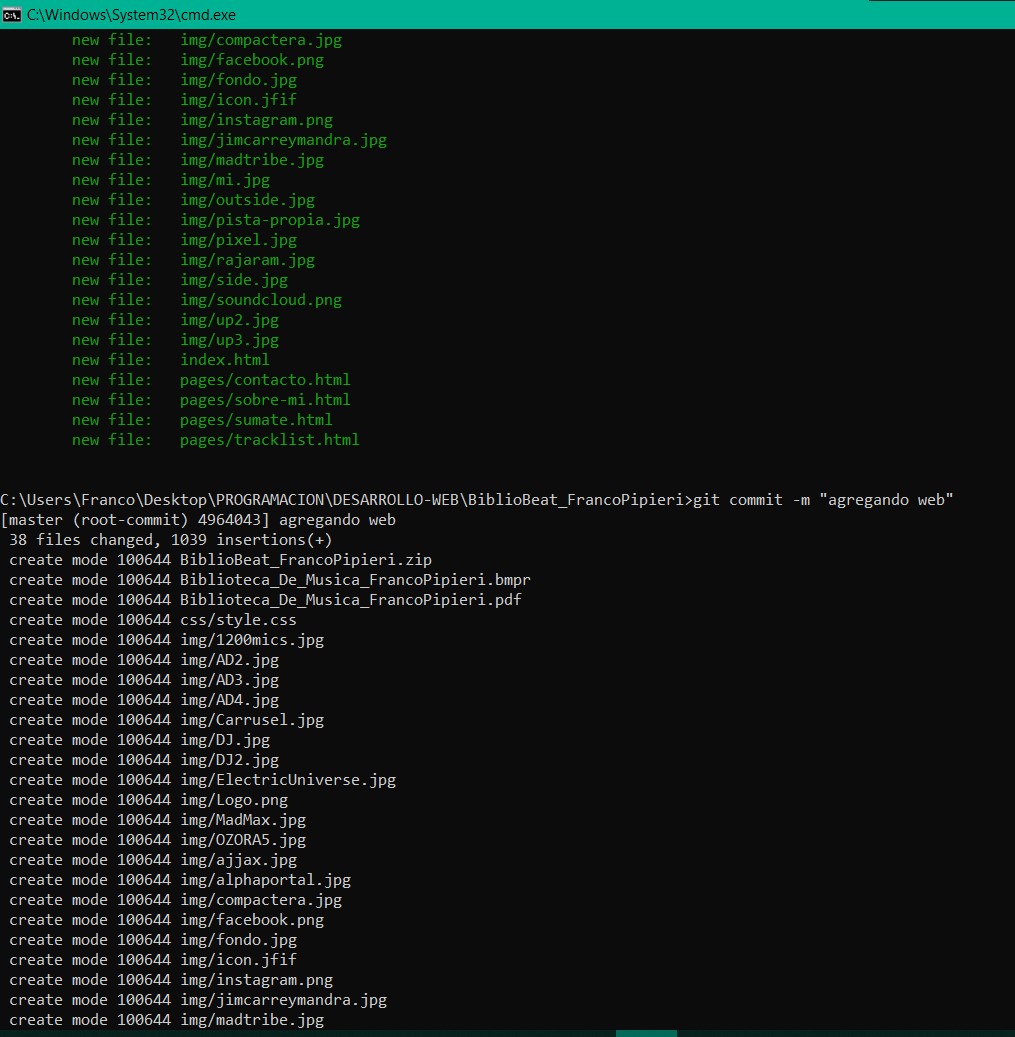 C:\Windows\System32\cmd.exe
new file:   img/compactera.jpg
new file:   img/facebook.png
new file:   img/fondo.jpg
new file:   img/icon.jfif
new file:   img/instagram.png
new file:   img/jimcarreymandra.jpg
new file:   img/madtribe.jpg
new file:   img/mi.jpg
new file:   img/outside.jpg
new file:   img/pista-propia.jpg
new file:   img/pixel.jpg
new file:   img/rajaram.jpg
new file:   img/side.jpg
new file:   img/soundcloud.png
new file:   img/up2.jpg
new file:   img/up3.jpg
new file:   index.html
new file:   pages/contacto.html
new file:   pages/sobre-mi.html
new file:   pages/sumate.html
new file:   pages/tracklist.html
C:\Users\Franco\Desktop\PROGRAMACION\DESARROLLO-WEB\BiblioBeat_FrancoPipieri>git commit -m "agregando web"
[master (root-commit) 4964043] agregando web
38 files changed, 1039 insertions(+)
create mode 100644 BiblioBeat_FrancoPipieri.zip
create mode 100644 Biblioteca_De_Musica_FrancoPipieri.bmpr
create mode 100644 Biblioteca_De_Musica_FrancoPipieri.pdf
create mode 100644 css/style.css
create mode 100644 img/1200mics.jpg
create mode 100644 img/AD2.jpg
create mode 100644 img/AD3.jpg
create mode 100644 img/AD4.jpg
create mode 100644 img/Carrusel.jpg
create mode 100644 img/DJ.jpg
create mode 100644 img/DJ2.jpg
create mode 100644 img/ElectricUniverse.jpg
create mode 100644 img/Logo.png
create mode 100644 img/MadMax.jpg
create mode 100644 img/OZORA5.jpg
create mode 100644 img/ajjax.jpg
create mode 100644 img/alphaportal.jpg
create mode 100644 img/compactera.jpg
create mode 100644 img/facebook.png
create mode 100644 img/fondo.jpg
create mode 100644 img/icon.jfif
create mode 100644 img/instagram.png
create mode 100644 img/jimcarreymandra.jpg
create mode 100644 img/madtribe.jpg